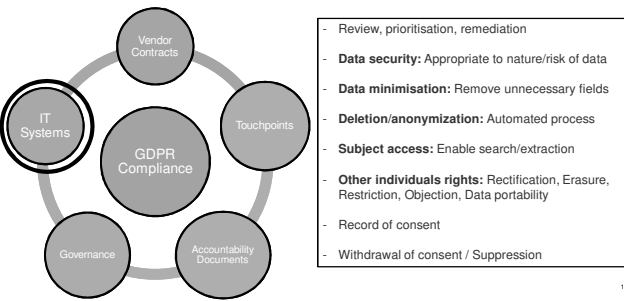 Vendor
Contracts
IT
Systems
Touchpoints
GDPR
Compliance
Governance
Accountability
Documents
- Review, prioritisation, remediation
- Data security: Appropriate to nature/risk of data
- Data minimisation: Remove unnecessary fields
- Deletion/anonymization: Automated process
- Subject access: Enable search/extraction
- Other individuals rights: Rectification, Erasure,
Restriction, Objection, Data portability
- Record of consent
- Withdrawal of consent / Suppression
1